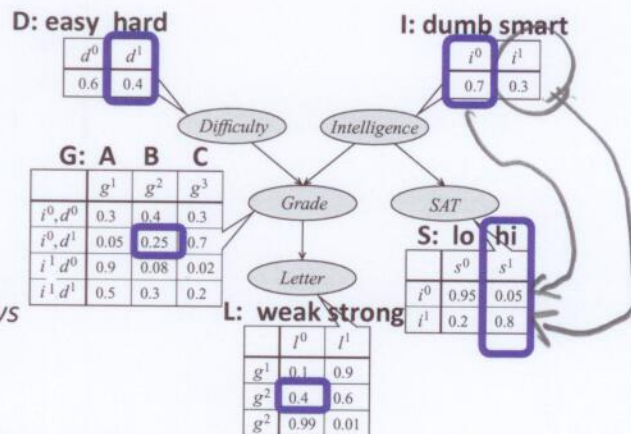 D: easy hard
d⁰ d¹
0.6 0.4
I: dumb smart
i⁰ i¹
0.7 0.3
Difficulty
Intelligence
G: A B C
g¹ g² g³
i⁰,d⁰ 0.3 0.4 0.3
i⁰,d¹ 0.05 0.25 0.7
i¹ d⁰ 0.9 0.08 0.02
i¹ d¹ 0.5 0.3 0.2
Grade
SAT
S: lo hi
s⁰ s¹
i⁰ 0.95 0.05
i¹ 0.2 0.8
Letter
L: weak strong
l⁰ l¹
g¹ 0.1 0.9
g² 0.4 0.6
g² 0.99 0.01